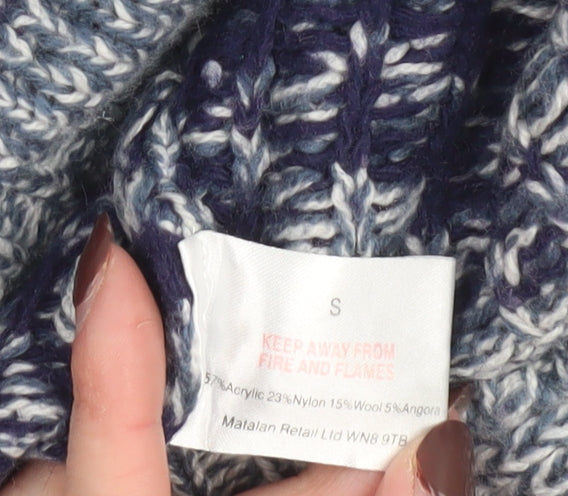 S
KEEP AWAY FROM
FIRE AND FLAMES
57%Acrylic 23%Nylon 15%Wool 5%Angora
Matalan Retail Ltd WN8 9TB